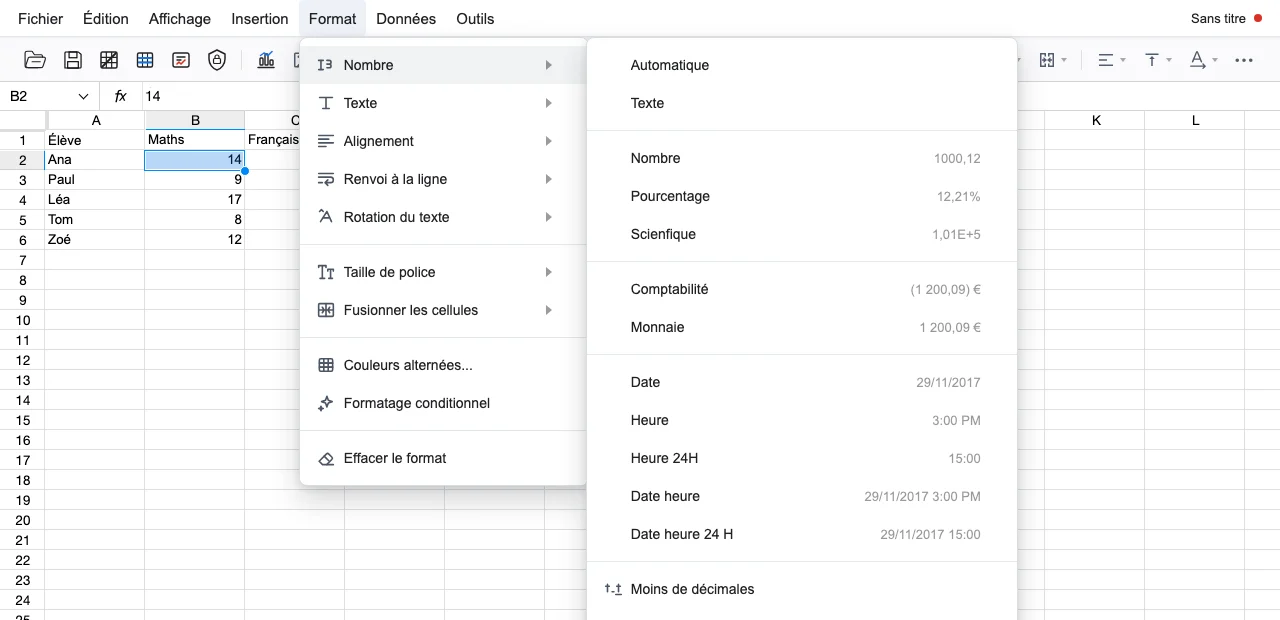 Fichier Édition Affichage Insertion Format Données Outils Sans titre
B2 fx 14
A B C K L
1 Élève Maths Français
2 Ana 14
3 Paul 9
4 Léa 17
5 Tom 8
6 Zoé 12
7
8
9
10
11
12
13
14
15
16
17
18
19
20
21
22
23
24
25
Nombre
Texte
Alignement
Renvoi à la ligne
Rotation du texte
Taille de police
Fusionner les cellules
Couleurs alternées...
Formatage conditionnel
Effacer le format
Automatique
Texte
Nombre 1000,12
Pourcentage 12,21%
Scienfique 1,01E+5
Comptabilité (1 200,09) €
Monnaie 1 200,09 €
Date 29/11/2017
Heure 3:00 PM
Heure 24H 15:00
Date heure 29/11/2017 3:00 PM
Date heure 24 H 29/11/2017 15:00
Moins de décimales